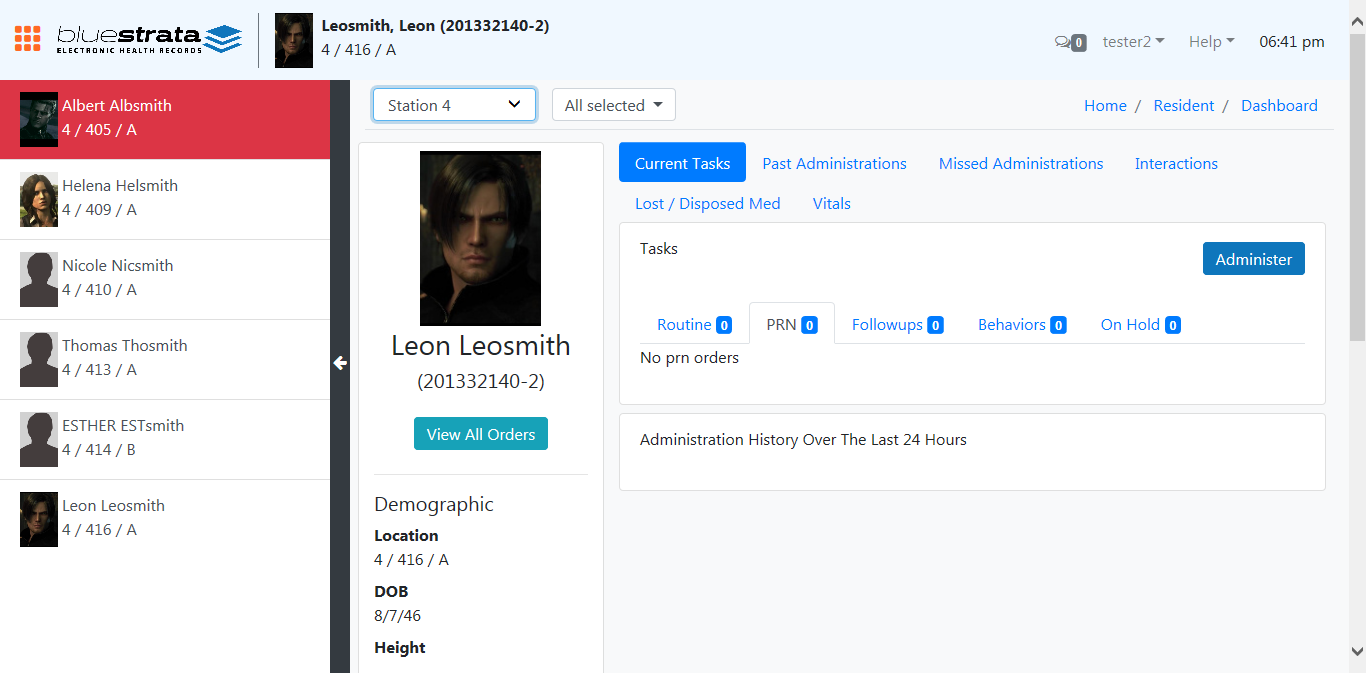 bluestrata
ELECTRONIC HEALTH RECORDS
Leosmith, Leon (201332140-2)
4 / 416 / A
0
tester2
Help
06:41 pm
Albert Albsmith
4 / 405 / A
Helena Helsmith
4 / 409 / A
Nicole Nicsmith
4 / 410 / A
Thomas Thosmith
4 / 413 / A
ESTHER ESTsmith
4 / 414 / B
Leon Leosmith
4 / 416 / A
Station 4
All selected
Home / Resident / Dashboard
Leon Leosmith
(201332140-2)
View All Orders
Demographic
Location
4 / 416 / A
DOB
8/7/46
Height
Current Tasks
Past Administrations
Missed Administrations
Interactions
Lost / Disposed Med
Vitals
Tasks
Administer
Routine 0
PRN 0
Followups 0
Behaviors 0
On Hold 0
No prn orders
Administration History Over The Last 24 Hours